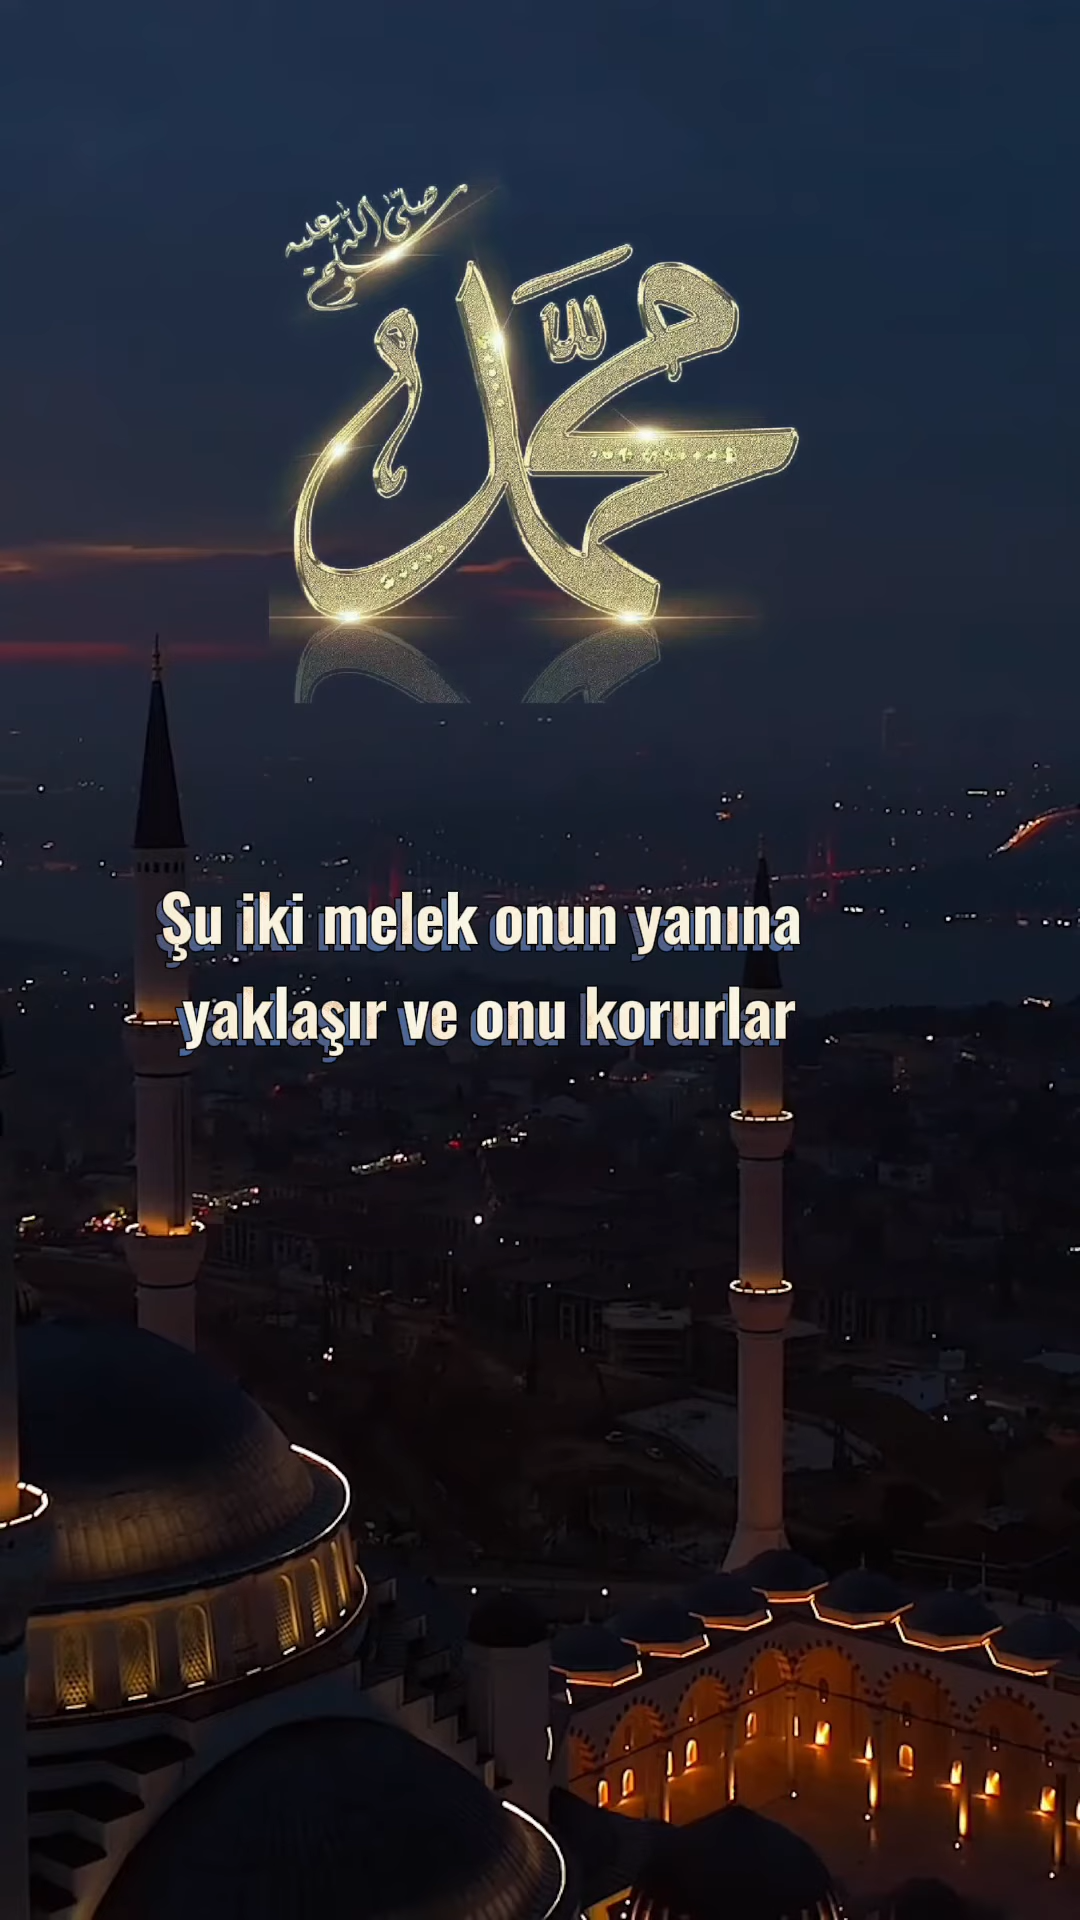 صلى الله عليه وسلم
محمد
Şu iki melek onun yanına
yaklaşır ve onu korurlar